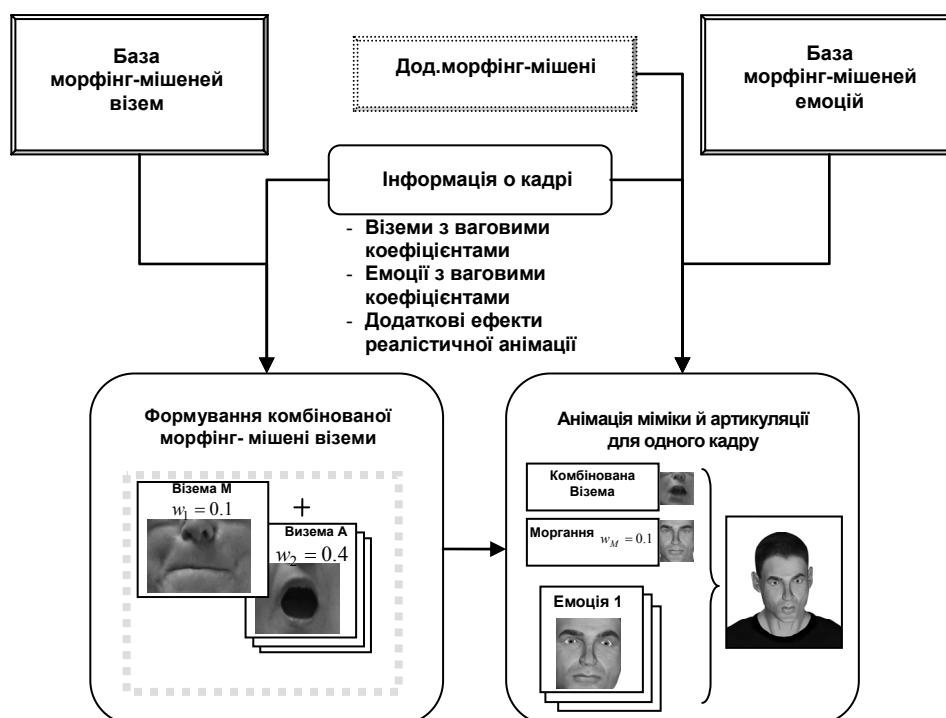 База
морфінг-мішеней
візем
Дод.морфінг-мішені
База
морфінг-мішеней
емоцій
Інформація о кадрі
- Віземи з ваговими
коефіцієнтами
- Емоції з ваговими
коефіцієнтами
- Додаткові ефекти
реалістичної анімації
Формування комбінованої
морфінг- мішені віземи
Візема М
w₁ = 0.1
+
Визема А
w₂ = 0.4
Анімація міміки й артикуляції
для одного кадру
Комбінована
Візема
Моргання w_M = 0.1
Емоція 1